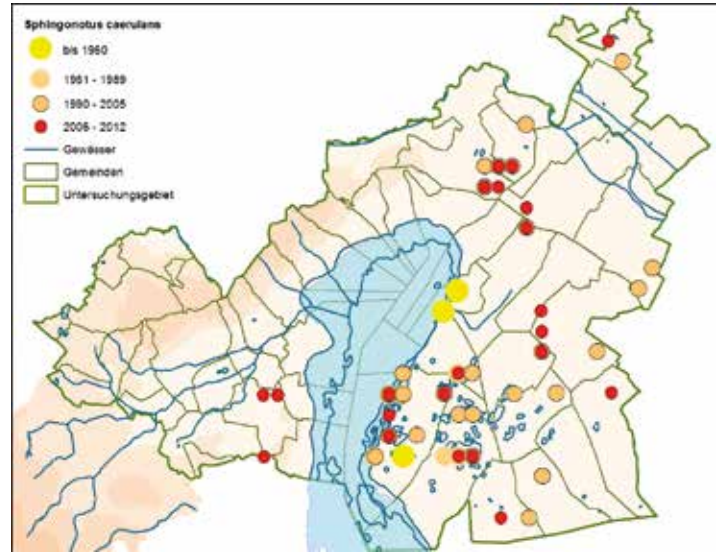 Sphingonotus caerulans
bis 1960
1961 - 1989
1990 - 2005
2006 - 2012
Gewässer
Gemeinden
Untersuchungsgebiet